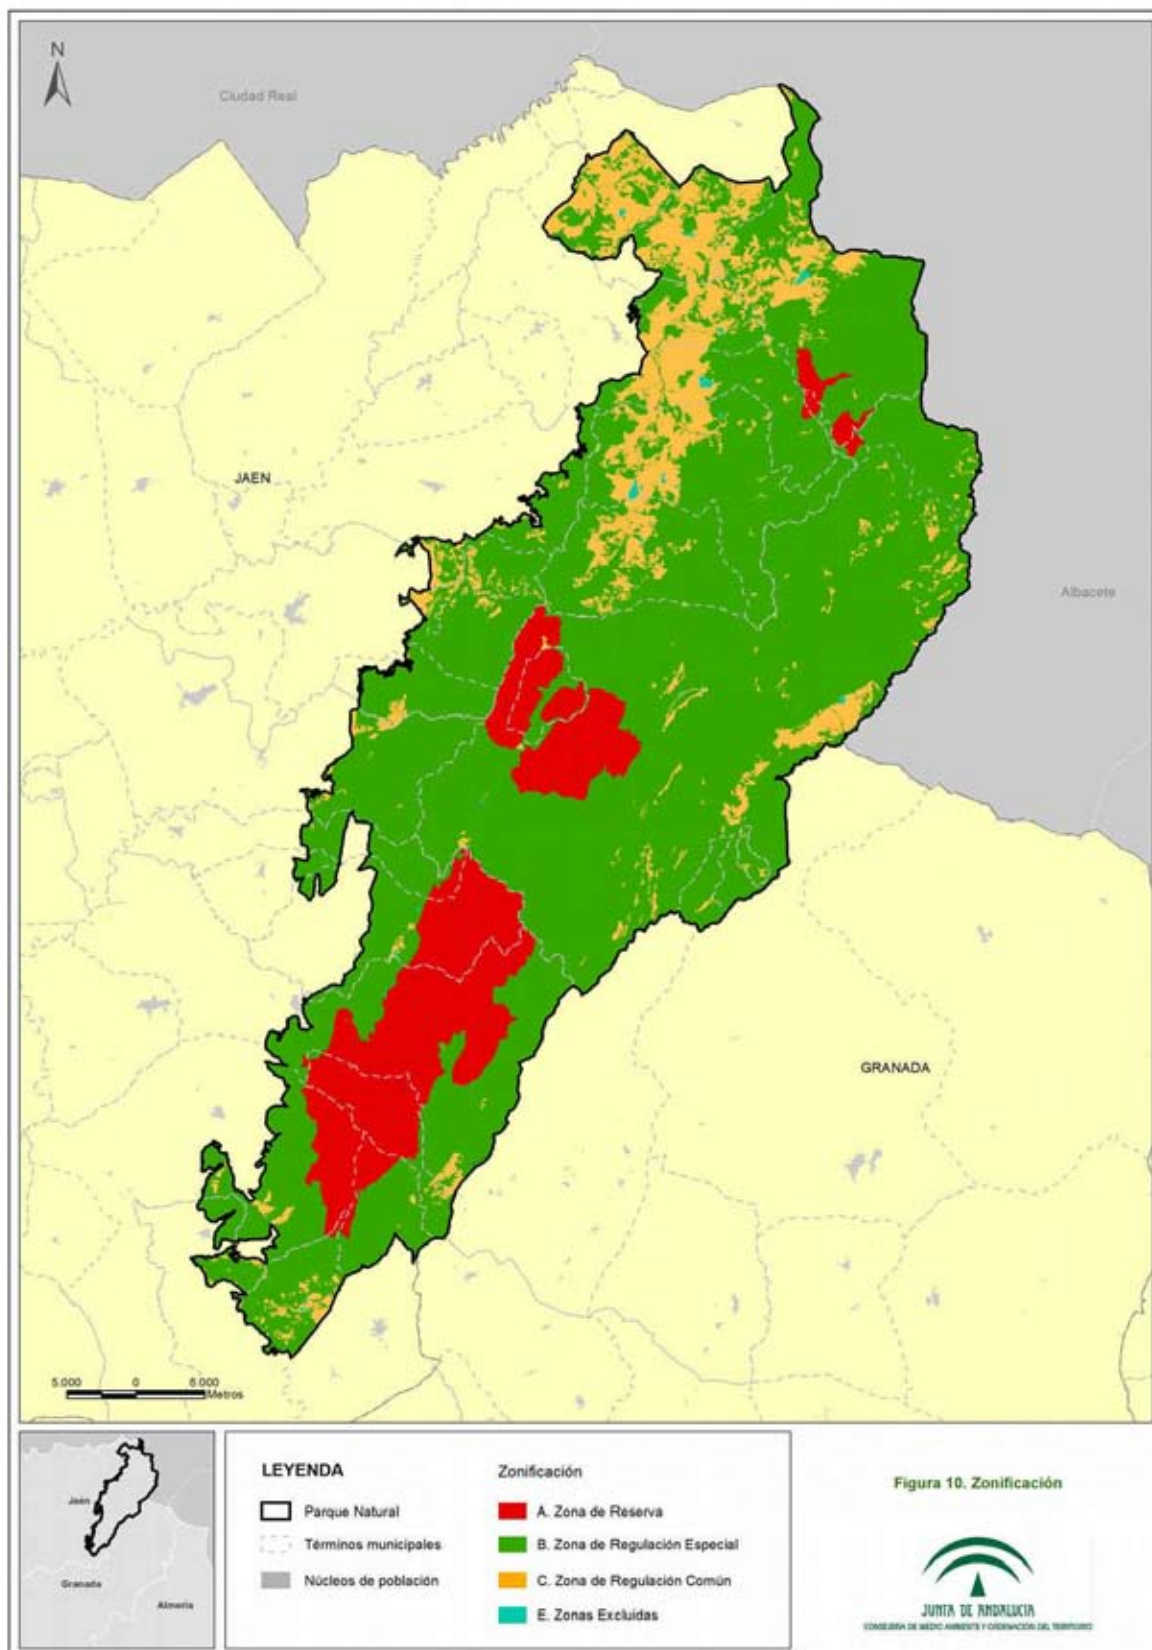 N
Ciudad Real
JAEN
Albacete
GRANADA
5.000 0 5.000
Metros
Jaén
Granada
Almería
LEYENDA
Parque Natural
Términos municipales
Núcleos de población
Zonificación
A. Zona de Reserva
B. Zona de Regulación Especial
C. Zona de Regulación Común
E. Zonas Excluidas
Figura 10. Zonificación
JUNTA DE ANDALUCIA
CONSEJERÍA DE MEDIO AMBIENTE Y ORDENACIÓN DEL TERRITORIO